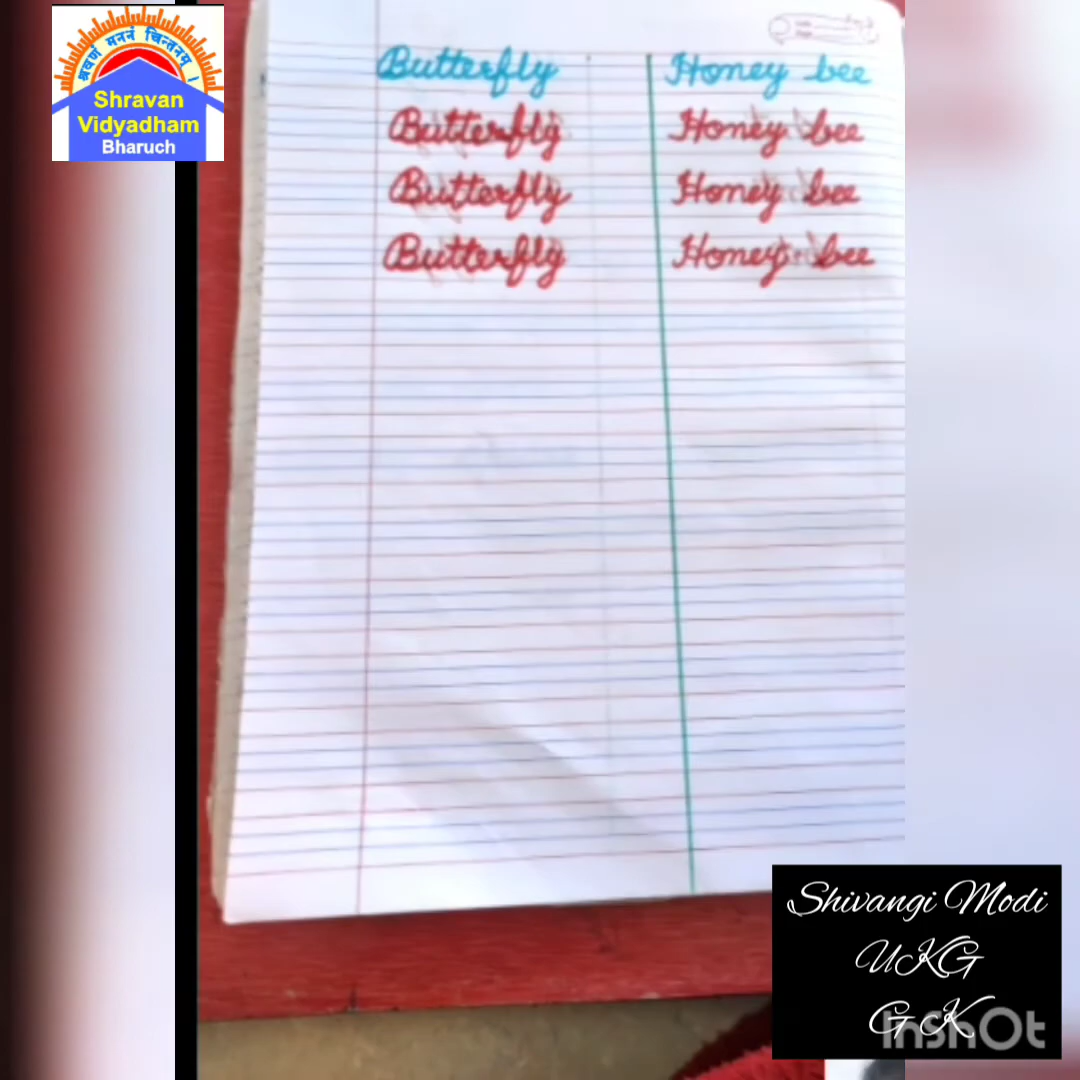 श्रवणं मननं चिन्तनम् ।
Shravan
Vidyadham
Bharuch
Butterfly Honey bee
Butterfly Honey bee
Butterfly Honey bee
Butterfly Honey bee
Shivangi Modi
UKG
GK
InShOt